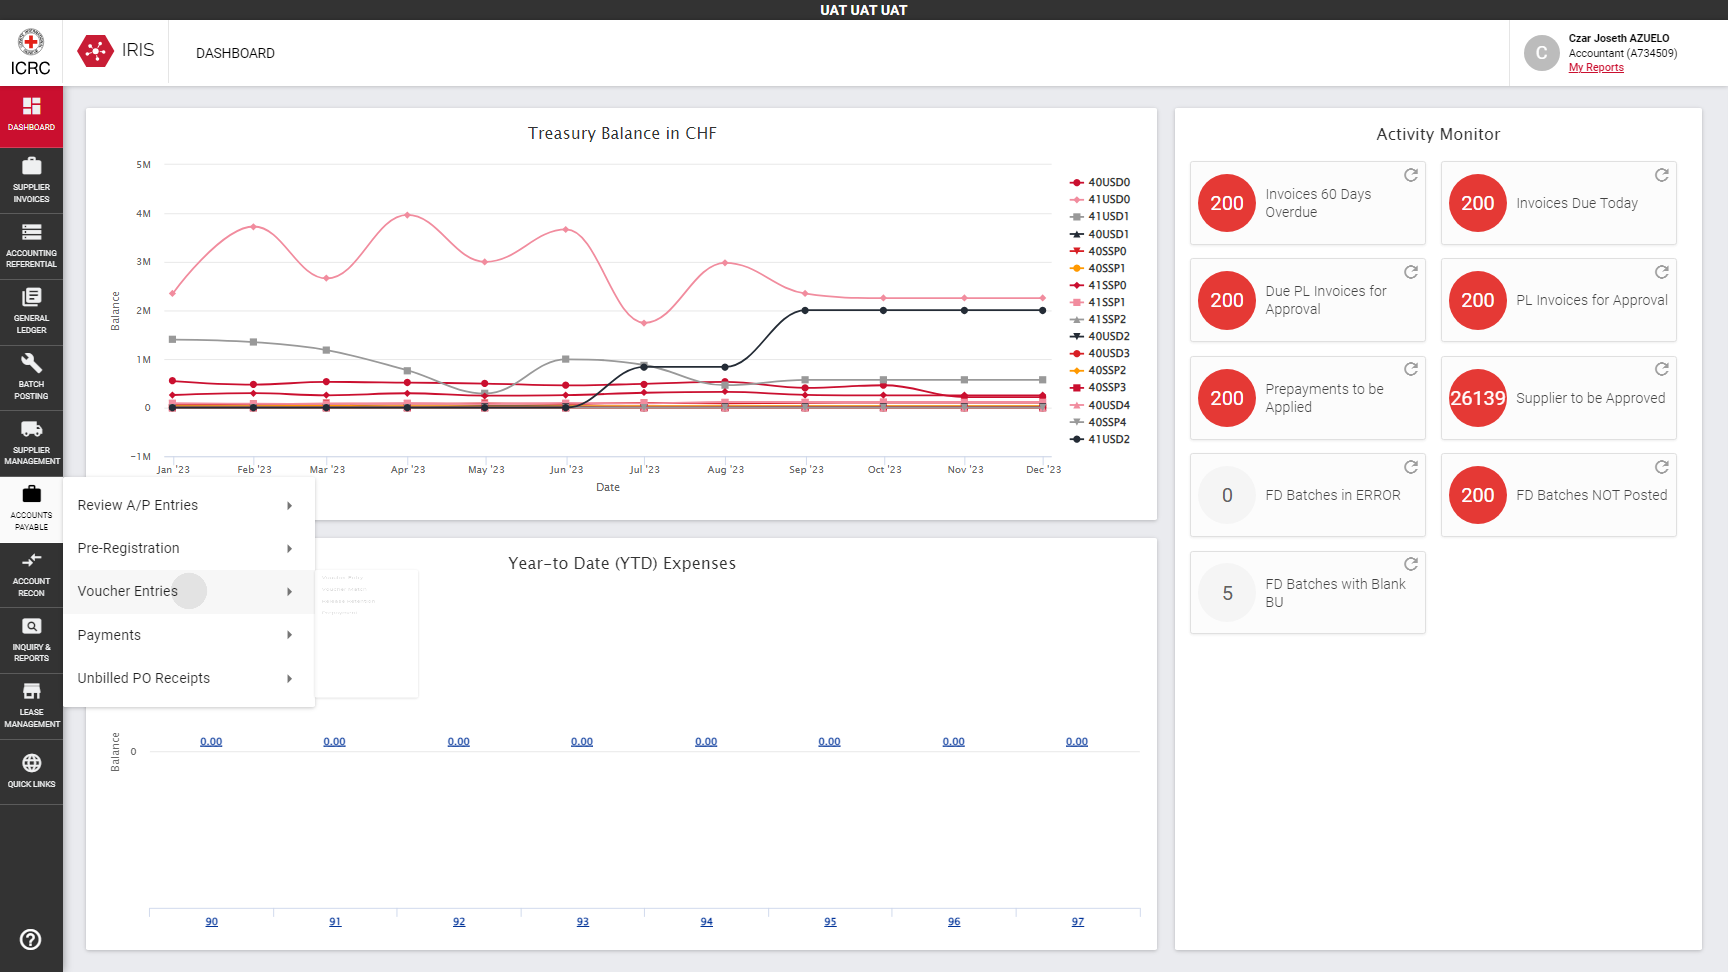 UAT UAT UAT
ICRC
IRIS
DASHBOARD
C
Czar Joseth AZUELO
Accountant (A734509)
My Reports
DASHBOARD
SUPPLIER
INVOICES
ACCOUNTING
REFERENTIAL
GENERAL
LEDGER
BATCH
POSTING
SUPPLIER
MANAGEMENT
ACCOUNTS
PAYABLE
ACCOUNT
RECON
INQUIRY &
REPORTS
LEASE
MANAGEMENT
QUICK LINKS
Review A/P Entries
Pre-Registration
Voucher Entries
Payments
Unbilled PO Receipts
Treasury Balance in CHF
Balance
5M
4M
3M
2M
1M
0
-1M
Jan '23
Feb '23
Mar '23
Apr '23
May '23
Jun '23
Jul '23
Aug '23
Sep '23
Oct '23
Nov '23
Dec '23
Date
40USD0
41USD0
41USD1
40USD1
40SSP0
40SSP1
41SSP0
41SSP1
41SSP2
40USD2
40USD3
40SSP2
40SSP3
40USD4
40SSP4
41USD2
Year-to Date (YTD) Expenses
Balance
0
0.00
0.00
0.00
0.00
0.00
0.00
0.00
0.00
90
91
92
93
94
95
96
97
Activity Monitor
200
Invoices 60 Days
Overdue
200
Invoices Due Today
200
Due PL Invoices for
Approval
200
PL Invoices for Approval
200
Prepayments to be
Applied
26139
Supplier to be Approved
0
FD Batches in ERROR
200
FD Batches NOT Posted
5
FD Batches with Blank
BU